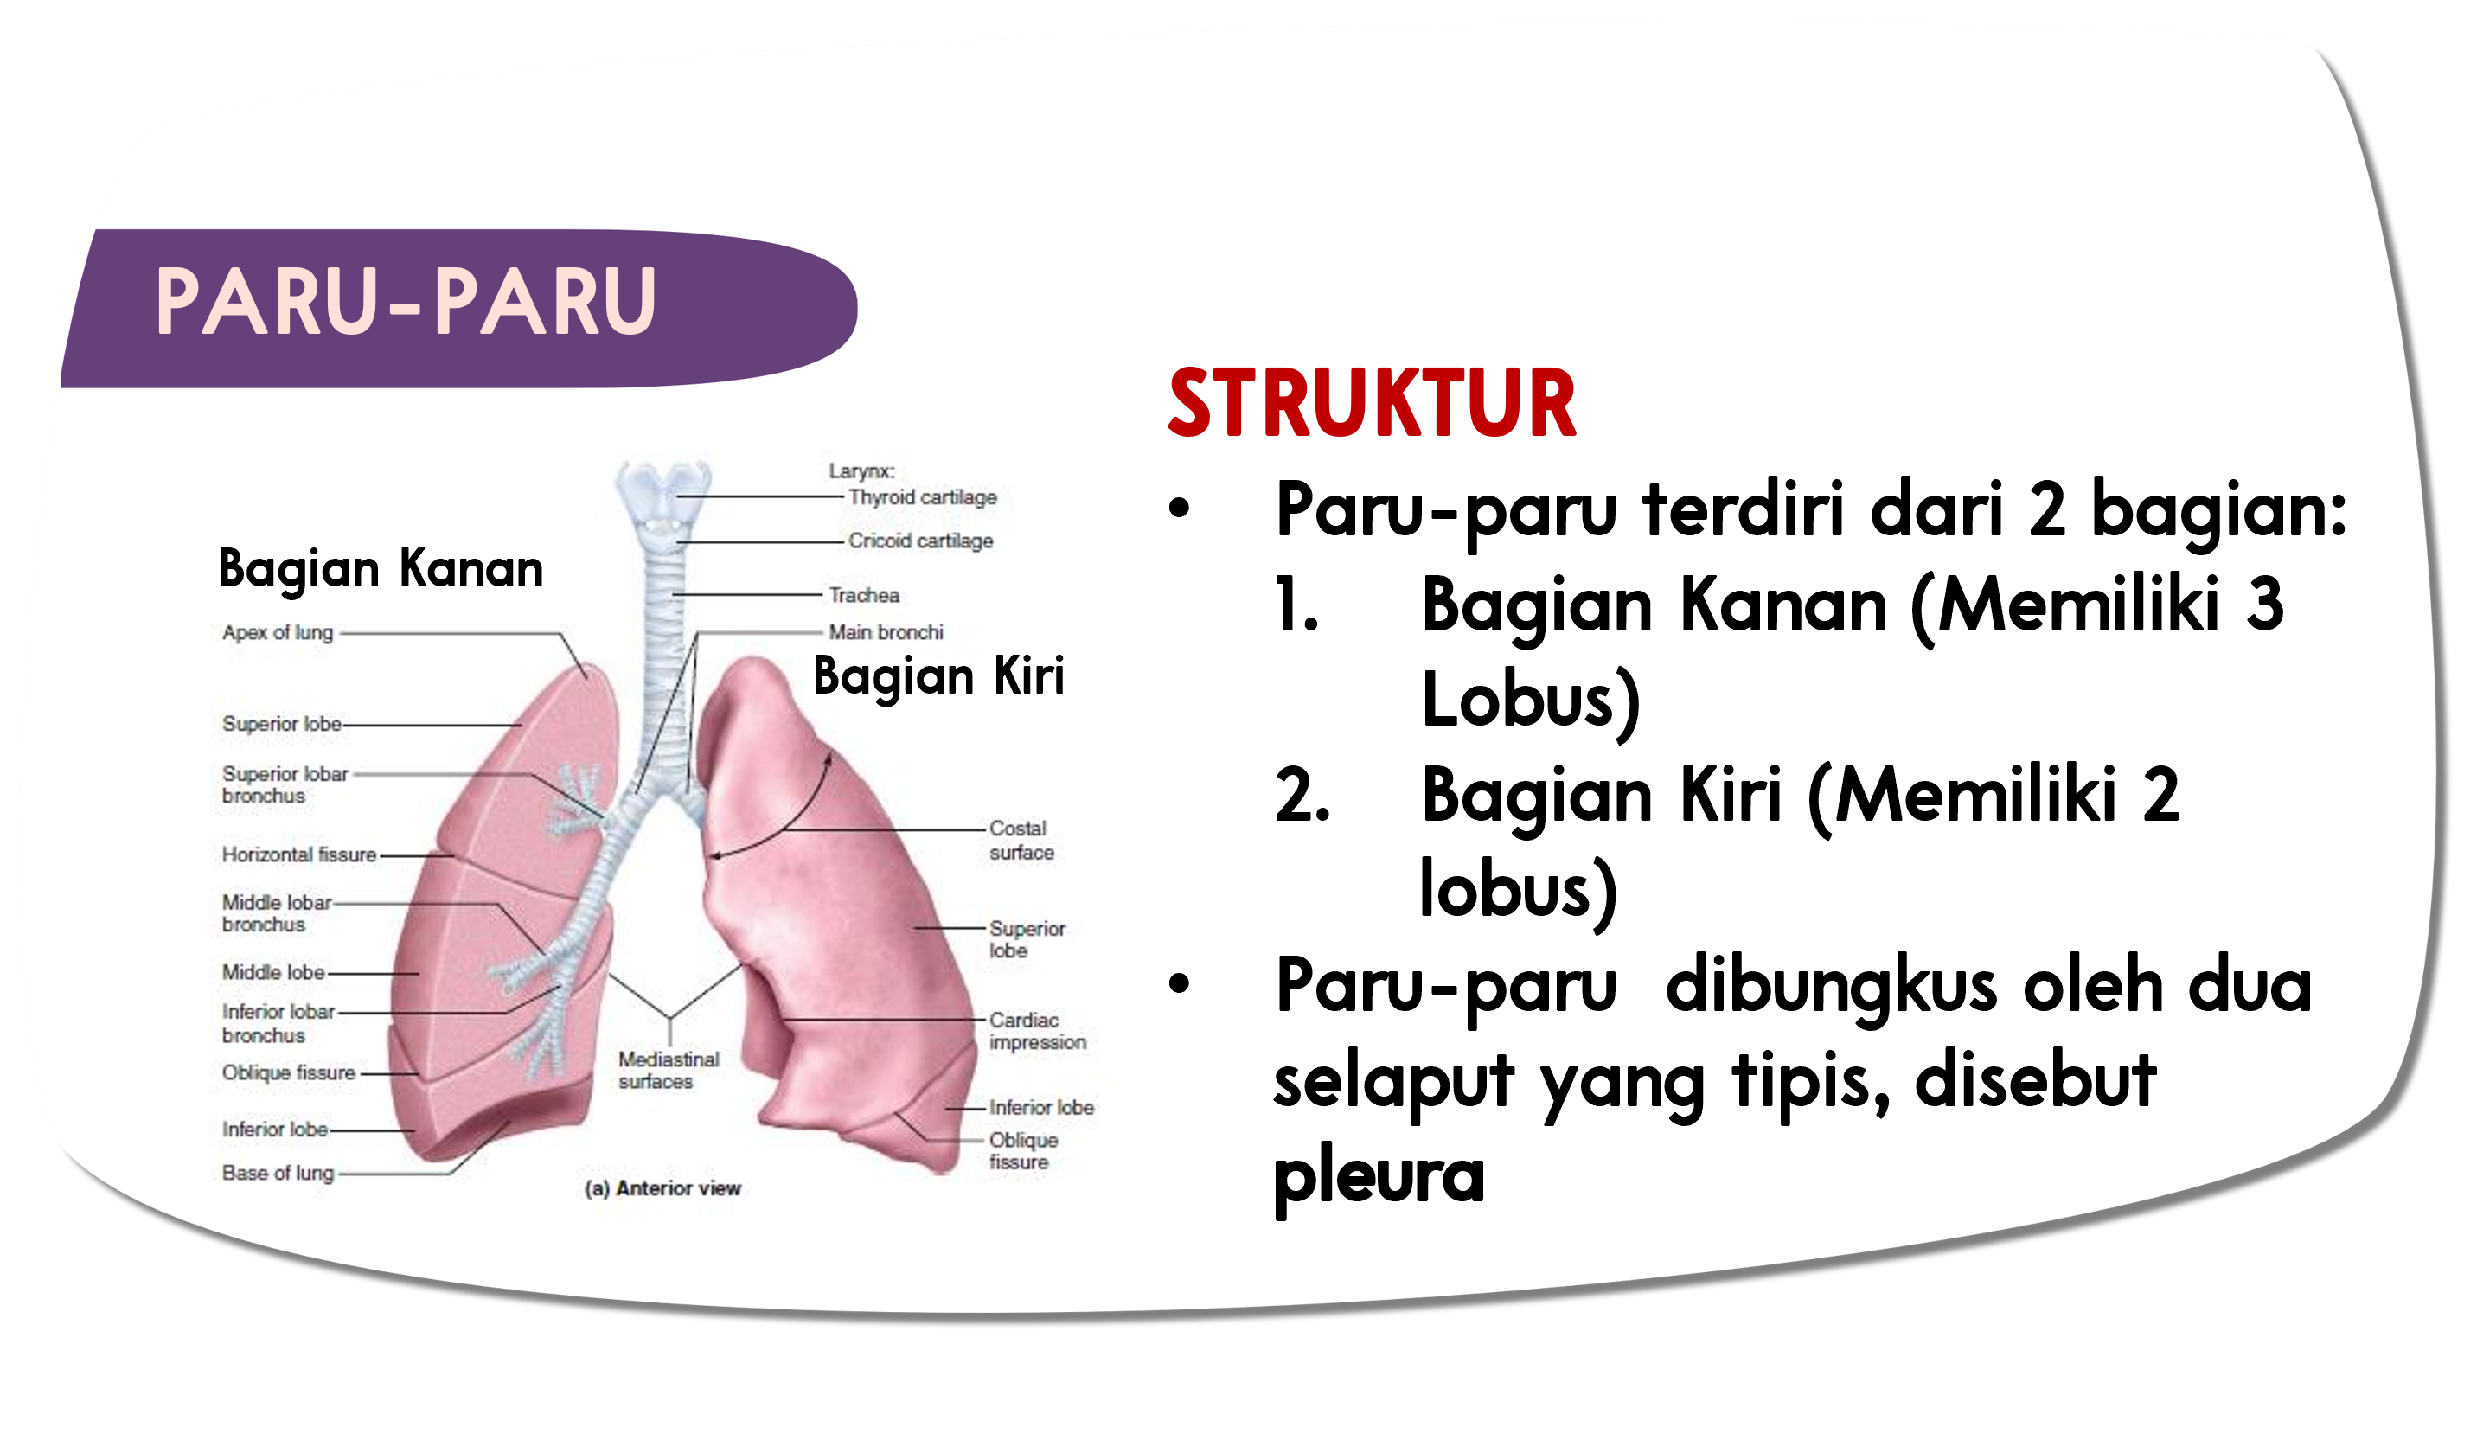 PARU-PARU
Larynx:
Thyroid cartilage
Cricoid cartilage
Bagian Kanan
Trachea
Apex of lung
Main bronchi
Bagian Kiri
Superior lobe
Superior lobar
bronchus
Costal
surface
Horizontal fissure
Middle lobar
bronchus
Superior
lobe
Middle lobe
Inferior lobar
bronchus
Cardiac
impression
Mediastinal
surfaces
Oblique fissure
Inferior lobe
Inferior lobe
Oblique
fissure
Base of lung
(a) Anterior view
STRUKTUR
• Paru-paru terdiri dari 2 bagian:
1. Bagian Kanan (Memiliki 3
Lobus)
2. Bagian Kiri (Memiliki 2
lobus)
• Paru-paru dibungkus oleh dua
selaput yang tipis, disebut
pleura